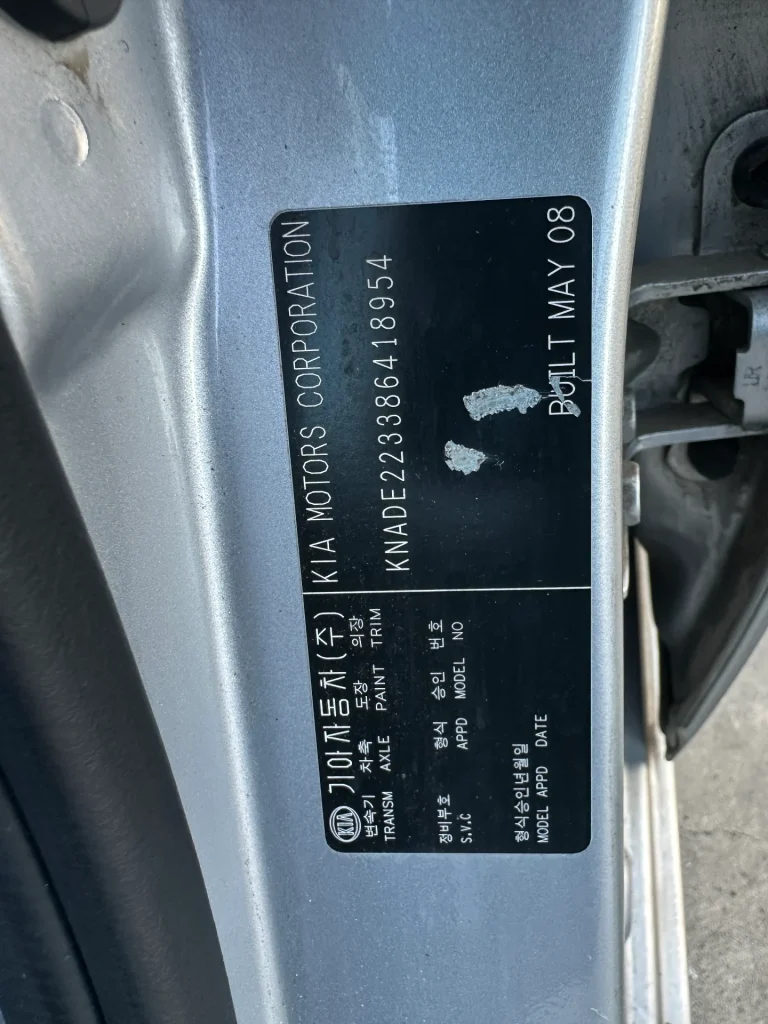 KIA 기아자동차(주) KIA MOTORS CORPORATION
변속기 차축 도장 의장
TRANSM AXLE PAINT TRIM
KNADE223386418954
정비부호 형식 승인 번호
S.V.C APPD MODEL NO
형식승인년월일
MODEL APPD DATE
BUILT MAY 08